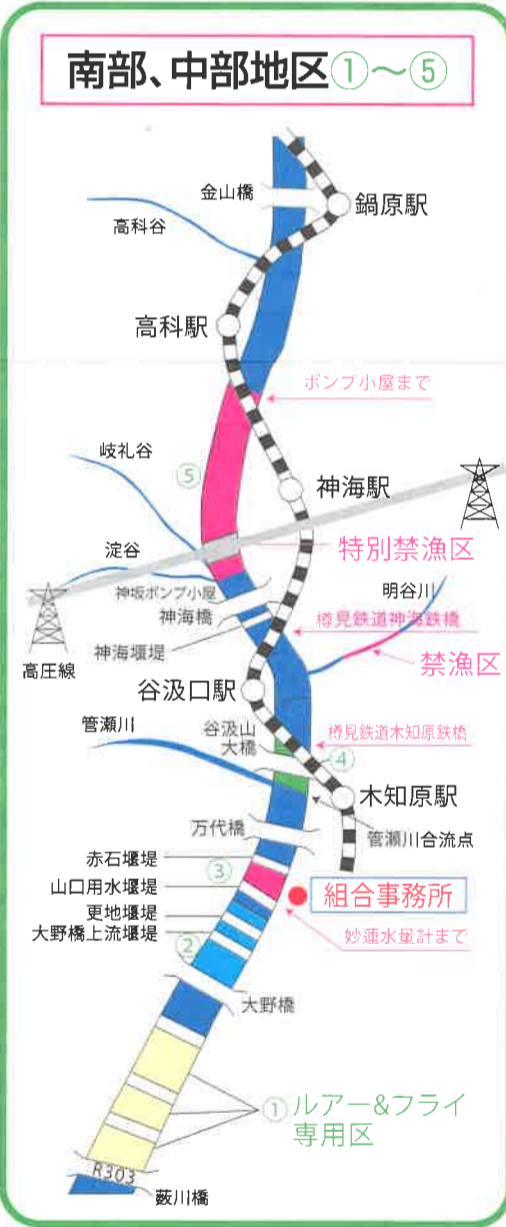 南部、中部地区①〜⑤
金山橋
鍋原駅
高科谷
高科駅
ポンプ小屋まで
岐礼谷
⑤
神海駅
淀谷
特別禁漁区
神坂ポンプ小屋
明谷川
神海橋
樽見鉄道神海鉄橋
高圧線
神海堰堤
禁漁区
谷汲口駅
管瀬川
谷汲山
大橋
樽見鉄道木知原鉄橋
④
木知原駅
万代橋
管瀬川合流点
赤石堰堤
③
山口用水堰堤
組合事務所
更地堰堤
大野橋上流堰堤
妙蓮水量計まで
②
大野橋
①ルアー&フライ
専用区
R303
薮川橋